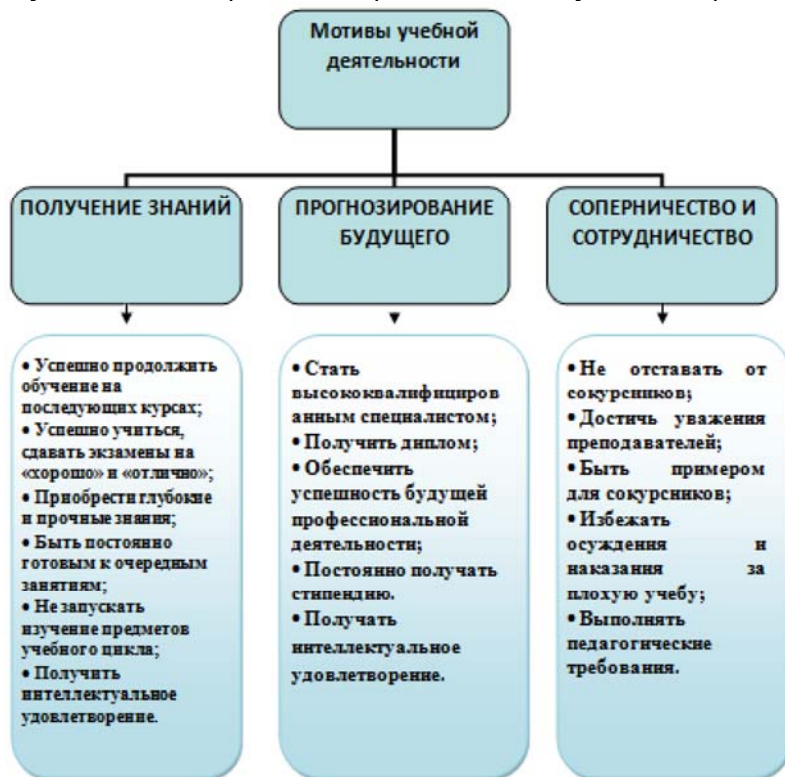 Мотивы учебной
деятельности
ПОЛУЧЕНИЕ ЗНАНИЙ
ПРОГНОЗИРОВАНИЕ
БУДУЩЕГО
СОПЕРНИЧЕСТВО И
СОТРУДНИЧЕСТВО
• Успешно продолжить
обучение на
последующих курсах;
• Успешно учиться,
сдавать экзамены на
«хорошо» и «отлично»;
• Приобрести глубокие
и прочные знания;
• Быть постоянно
готовым к очередным
занятиям;
• Не запускать
изучение предметов
учебного цикла;
• Получить
интеллектуальное
удовлетворение.
• Стать
высококвалифициров
анным специалистом;
• Получить диплом;
• Обеспечить
успешность будущей
профессиональной
деятельности;
• Постоянно получать
стипендию.
• Получать
интеллектуальное
удовлетворение.
• Не отставать от
сокурсников;
• Достичь уважения
преподавателей;
• Быть примером
для сокурсников;
• Избежать
осуждения и
наказания за
плохую учебу;
• Выполнять
педагогические
требования.